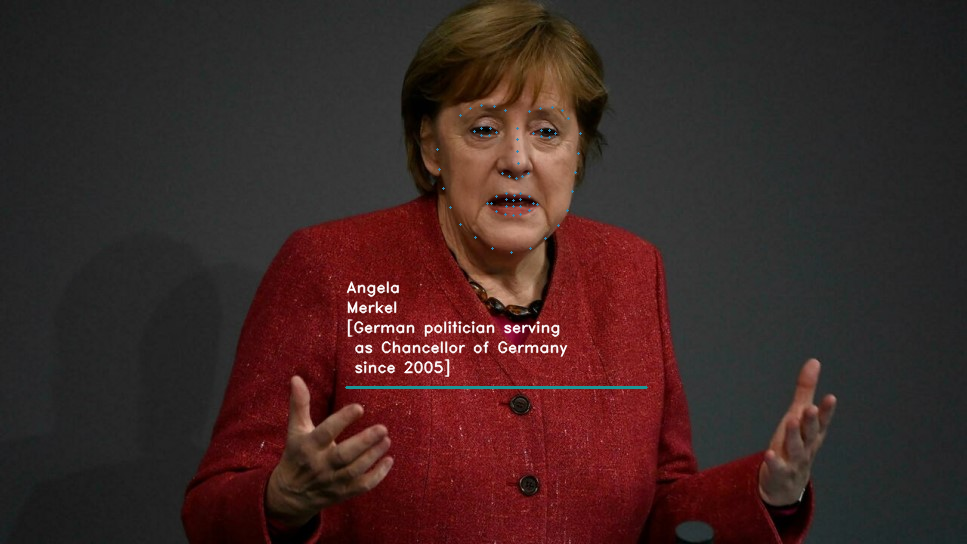 Angela
Merkel
[German politician serving
as Chancellor of Germany
since 2005]